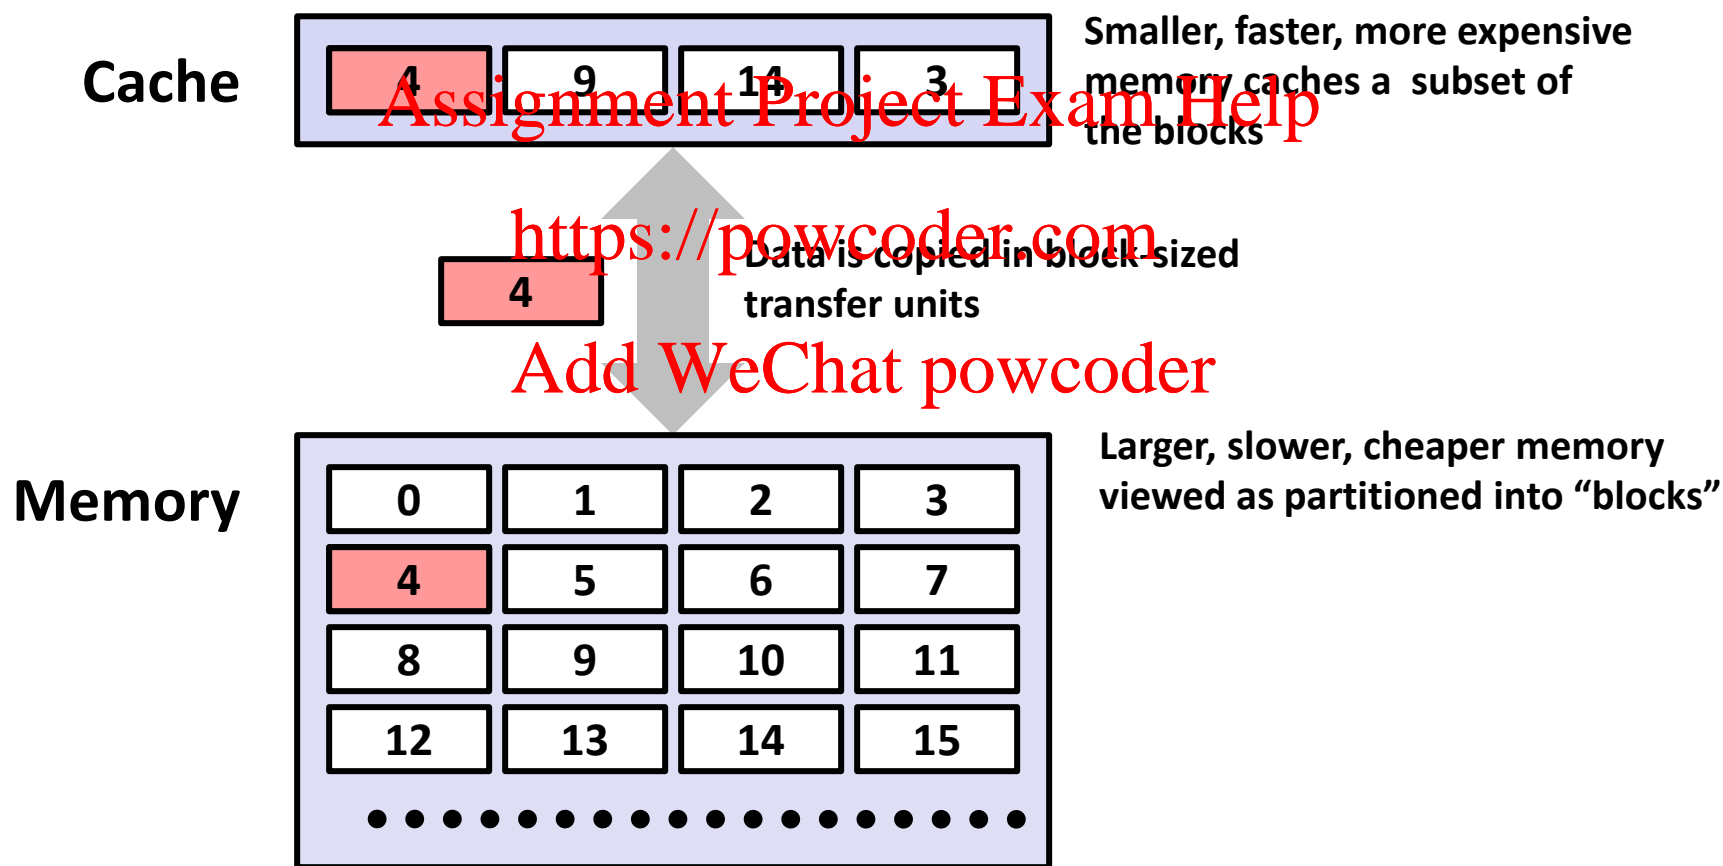 Cache
4 9 14 3
Smaller, faster, more expensive
memory caches a subset of
the blocks
Assignment Project Exam Help
https://powcoder.com
4
Data is copied in block-sized
transfer units
Add WeChat powcoder
Memory
Larger, slower, cheaper memory
viewed as partitioned into “blocks”
0 1 2 3
4 5 6 7
8 9 10 11
12 13 14 15